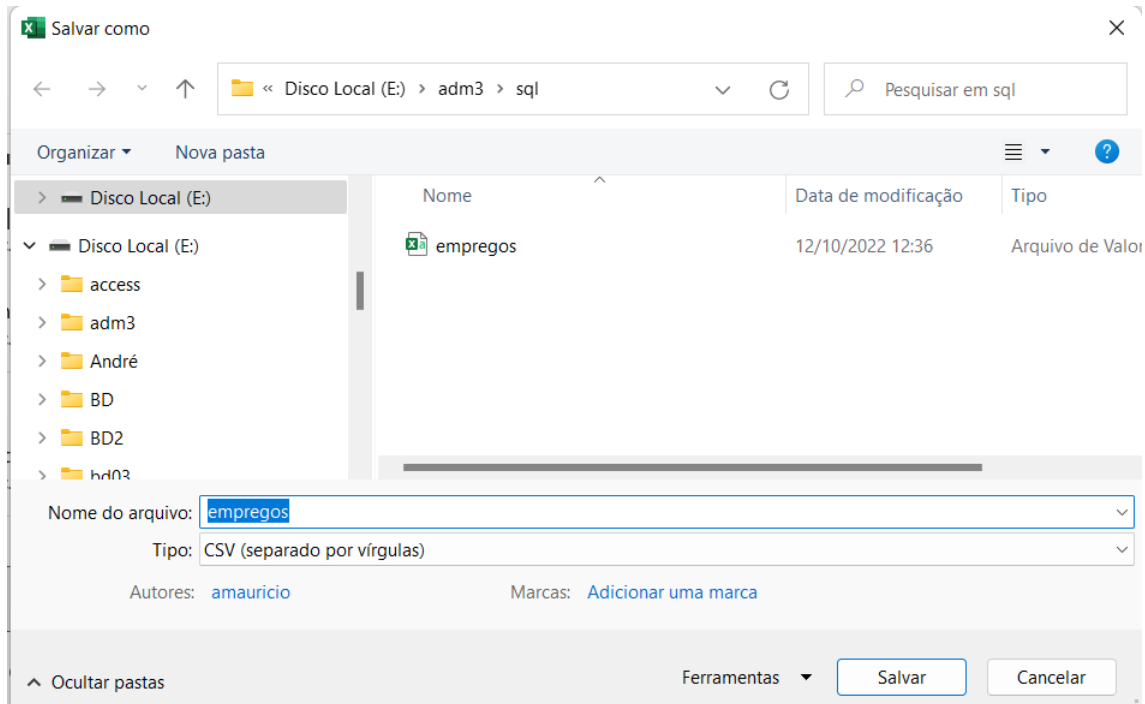 Salvar como
« Disco Local (E:) > adm3 > sql
Pesquisar em sql
Organizar
Nova pasta
?
Disco Local (E:)
Disco Local (E:)
access
adm3
André
BD
BD2
bd03
Nome
Data de modificação
Tipo
empregos
12/10/2022 12:36
Arquivo de Valor
Nome do arquivo: empregos
Tipo: CSV (separado por vírgulas)
Autores: amauricio
Marcas: Adicionar uma marca
Ocultar pastas
Ferramentas
Salvar
Cancelar